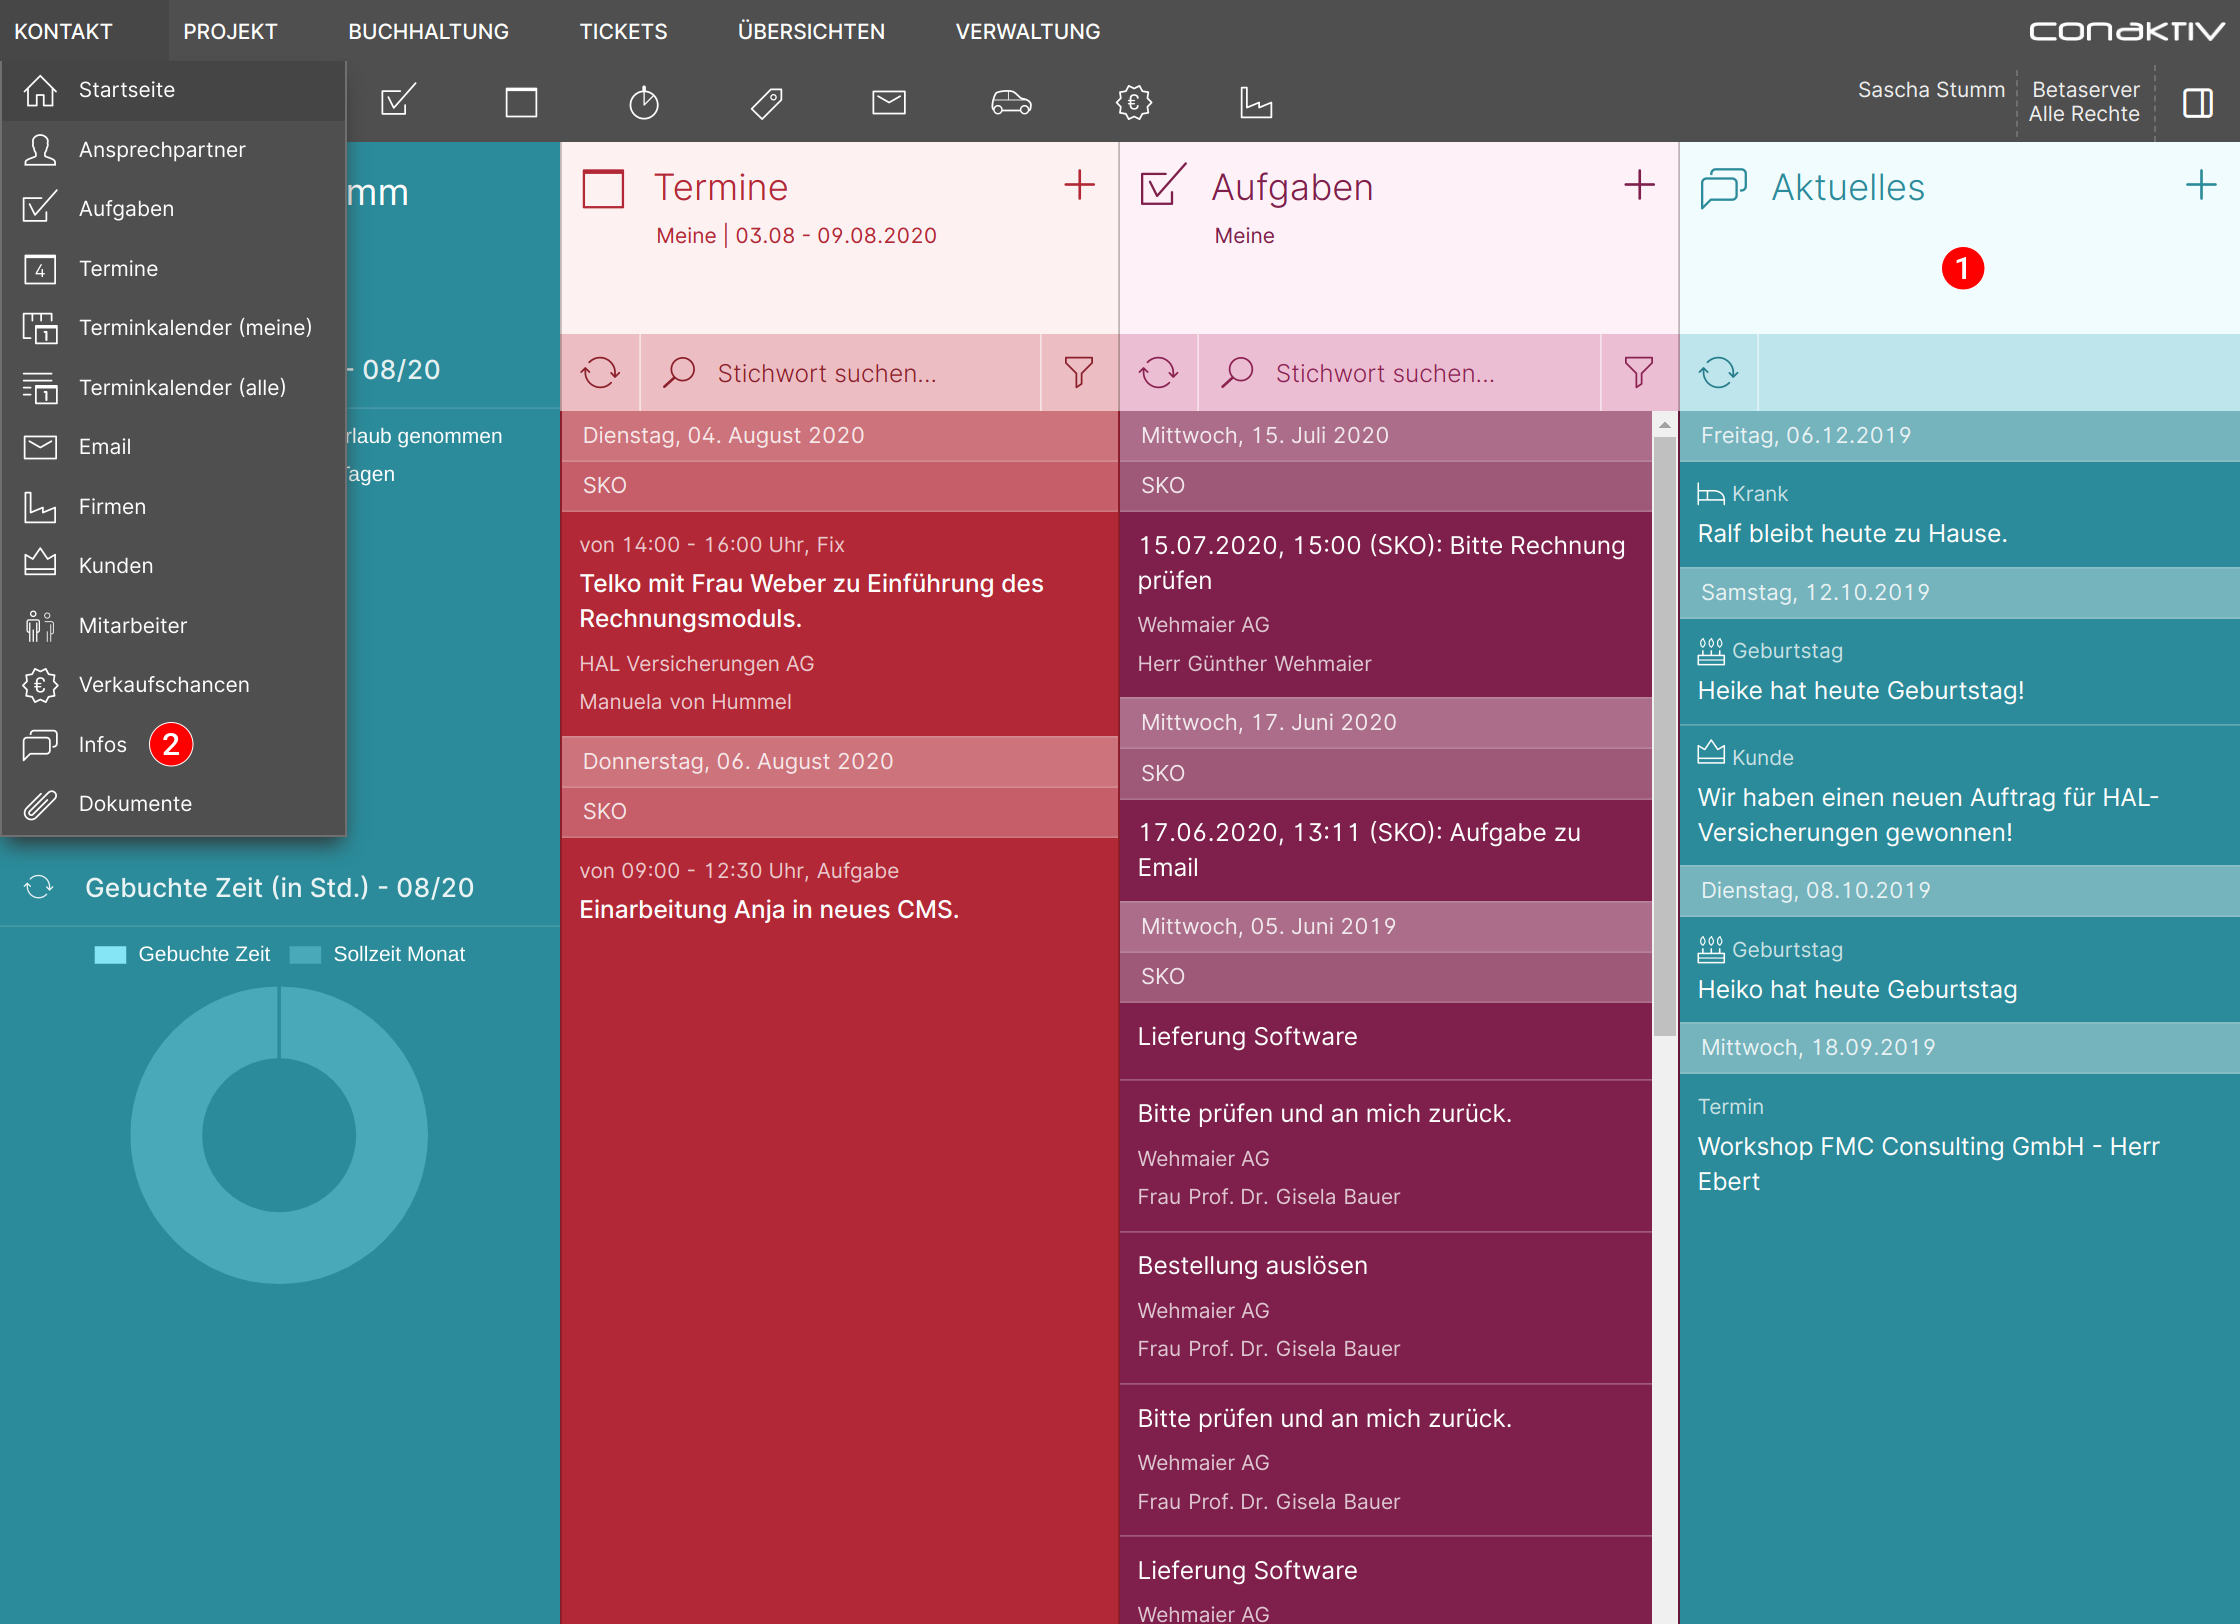 KONTAKT PROJEKT BUCHHALTUNG TICKETS ÜBERSICHTEN VERWALTUNG
conaktiv
Sascha Stumm
Betaserver
Alle Rechte
Startseite
Ansprechpartner
Aufgaben
4 Termine
1 Terminkalender (meine)
1 Terminkalender (alle)
Email
Firmen
Kunden
Mitarbeiter
€ Verkaufschancen
Infos 2
Dokumente
mm
- 08/20
rlaub genommen
agen
Gebuchte Zeit (in Std.) - 08/20
Gebuchte Zeit Sollzeit Monat
Termine
Meine | 03.08 - 09.08.2020
Stichwort suchen...
Dienstag, 04. August 2020
SKO
von 14:00 - 16:00 Uhr, Fix
Telko mit Frau Weber zu Einführung des
Rechnungsmoduls.
HAL Versicherungen AG
Manuela von Hummel
Donnerstag, 06. August 2020
SKO
von 09:00 - 12:30 Uhr, Aufgabe
Einarbeitung Anja in neues CMS.
Aufgaben
Meine
Stichwort suchen...
Mittwoch, 15. Juli 2020
SKO
15.07.2020, 15:00 (SKO): Bitte Rechnung
prüfen
Wehmaier AG
Herr Günther Wehmaier
Mittwoch, 17. Juni 2020
SKO
17.06.2020, 13:11 (SKO): Aufgabe zu
Email
Mittwoch, 05. Juni 2019
SKO
Lieferung Software
Bitte prüfen und an mich zurück.
Wehmaier AG
Frau Prof. Dr. Gisela Bauer
Bestellung auslösen
Wehmaier AG
Frau Prof. Dr. Gisela Bauer
Bitte prüfen und an mich zurück.
Wehmaier AG
Frau Prof. Dr. Gisela Bauer
Lieferung Software
Wehmaier AG
Aktuelles
1
Freitag, 06.12.2019
Krank
Ralf bleibt heute zu Hause.
Samstag, 12.10.2019
Geburtstag
Heike hat heute Geburtstag!
Kunde
Wir haben einen neuen Auftrag für HAL-
Versicherungen gewonnen!
Dienstag, 08.10.2019
Geburtstag
Heiko hat heute Geburtstag
Mittwoch, 18.09.2019
Termin
Workshop FMC Consulting GmbH - Herr
Ebert